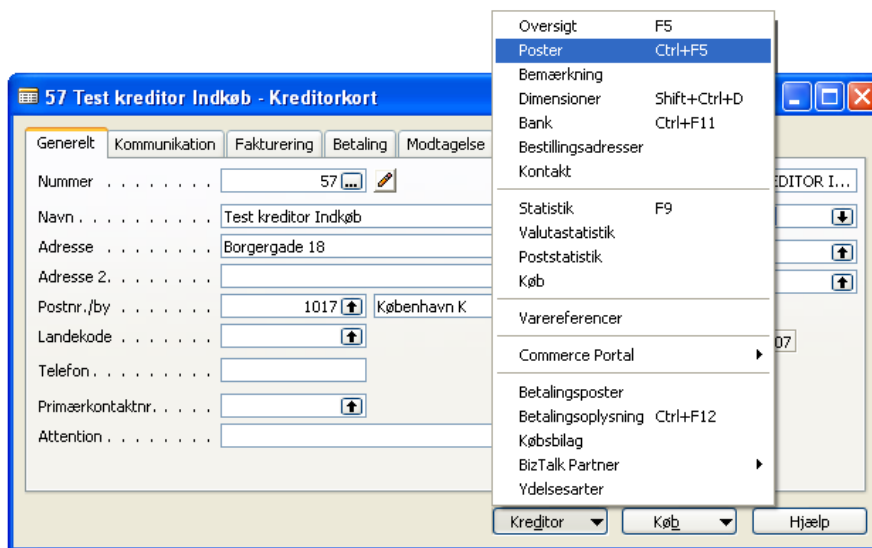 Oversigt F5
Poster Ctrl+F5
Bemærkning
Dimensioner Shift+Ctrl+D
Bank Ctrl+F11
Bestillingsadresser
Kontakt
Statistik F9
Valutastatistik
Poststatistik
Køb
Varereferencer
Commerce Portal
Betalingsposter
Betalingsoplysning Ctrl+F12
Købsbilag
BizTalk Partner
Ydelsesarter
57 Test kreditor Indkøb - Kreditorkort
Generelt Kommunikation Fakturering Betaling Modtagelse
Nummer . . . . . . . . 57 ... EDITOR I...
Navn . . . . . . . . . . Test kreditor Indkøb
Adresse . . . . . . . . Borgergade 18
Adresse 2. . . . . . . .
Postnr./by . . . . . . 1017 København K
Landekode . . . . . . 07
Telefon. . . . . . . . .
Primærkontaktnr. . . . .
Attention . . . . . . . .
Kreditor Køb Hjælp